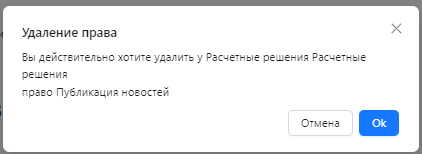 Удаление права
Вы действительно хотите удалить у Расчетные решения Расчетные
решения
право Публикация новостей
Отмена
Ok